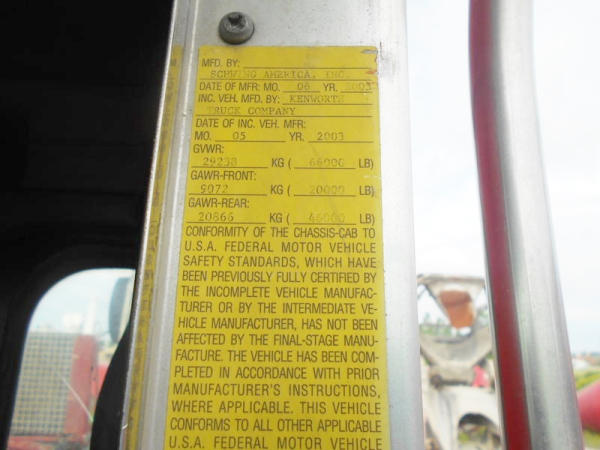 MFD. BY:
SCHWING AMERICA, INC.
DATE OF MFR: MO. 06 YR. 2003
INC. VEH. MFD. BY: KENWORTH
TRUCK COMPANY
DATE OF INC. VEH. MFR:
MO. 05 YR. 2003
GVWR:
29238 KG ( 66000 LB)
GAWR-FRONT:
9072 KG ( 20000 LB)
GAWR-REAR:
20866 KG ( 46000 LB)
CONFORMITY OF THE CHASSIS-CAB TO
U.S.A. FEDERAL MOTOR VEHICLE
SAFETY STANDARDS, WHICH HAVE
BEEN PREVIOUSLY FULLY CERTIFIED BY
THE INCOMPLETE VEHICLE MANUFAC-
TURER OR BY THE INTERMEDIATE VE-
HICLE MANUFACTURER, HAS NOT BEEN
AFFECTED BY THE FINAL-STAGE MANU-
FACTURE. THE VEHICLE HAS BEEN COM-
PLETED IN ACCORDANCE WITH PRIOR
MANUFACTURER'S INSTRUCTIONS,
WHERE APPLICABLE. THIS VEHICLE
CONFORMS TO ALL OTHER APPLICABLE
U.S.A. FEDERAL MOTOR VEHICLE